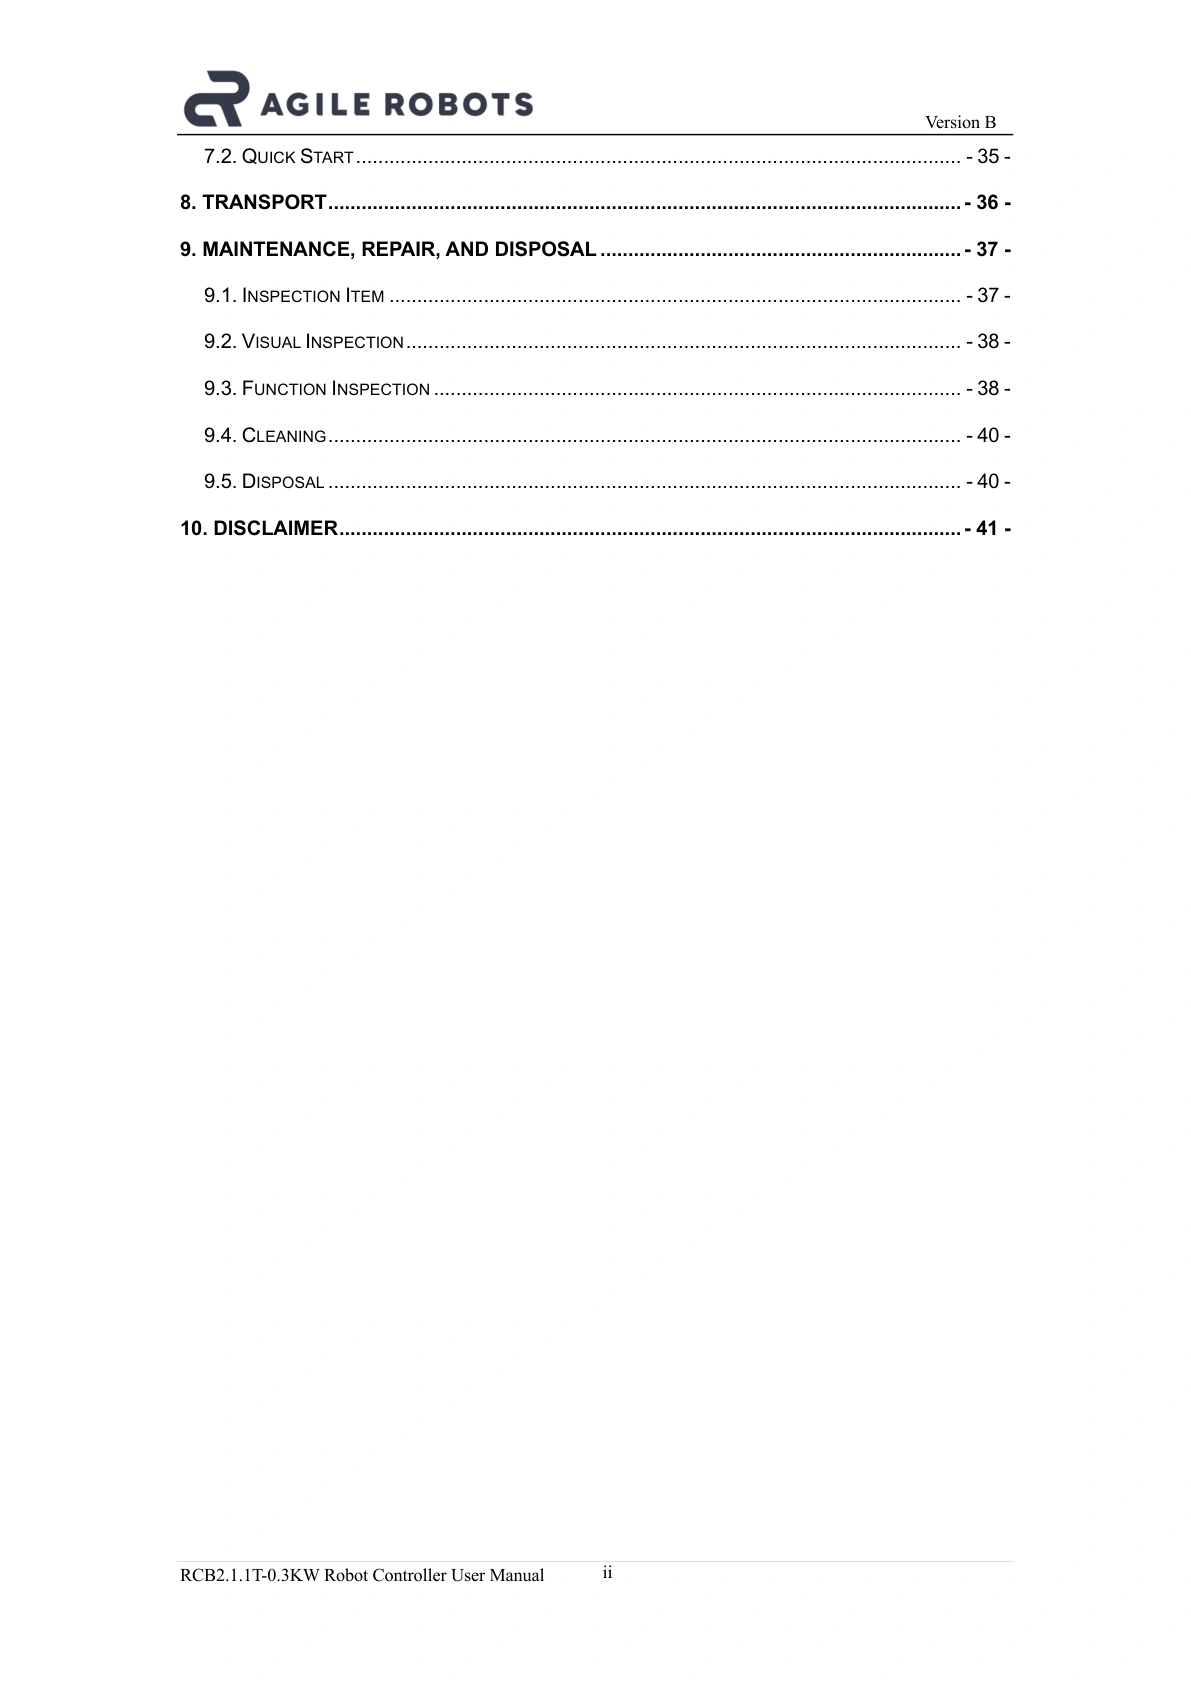 AGILE ROBOTS
Version B
7.2. QUICK START............................................................................................................. - 35 -
8. TRANSPORT.................................................................................................................. - 36 -
9. MAINTENANCE, REPAIR, AND DISPOSAL ................................................................. - 37 -
9.1. INSPECTION ITEM ....................................................................................................... - 37 -
9.2. VISUAL INSPECTION.................................................................................................... - 38 -
9.3. FUNCTION INSPECTION ............................................................................................... - 38 -
9.4. CLEANING.................................................................................................................. - 40 -
9.5. DISPOSAL .................................................................................................................. - 40 -
10. DISCLAIMER................................................................................................................ - 41 -
RCB2.1.1T-0.3KW Robot Controller User Manual ii